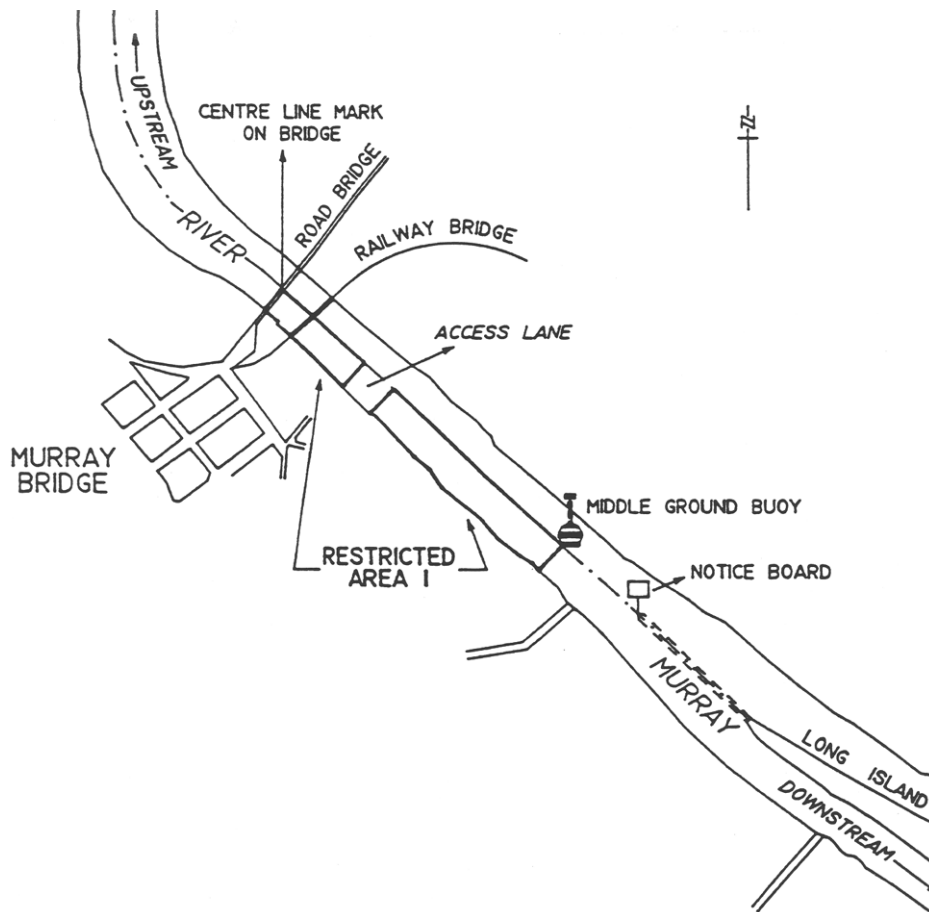 UPSTREAM
CENTRE LINE MARK
ON BRIDGE
N
ROAD BRIDGE
RIVER
RAILWAY BRIDGE
ACCESS LANE
MURRAY
BRIDGE
MIDDLE GROUND BUOY
RESTRICTED
AREA 1
NOTICE BOARD
MURRAY
LONG ISLAND
DOWNSTREAM